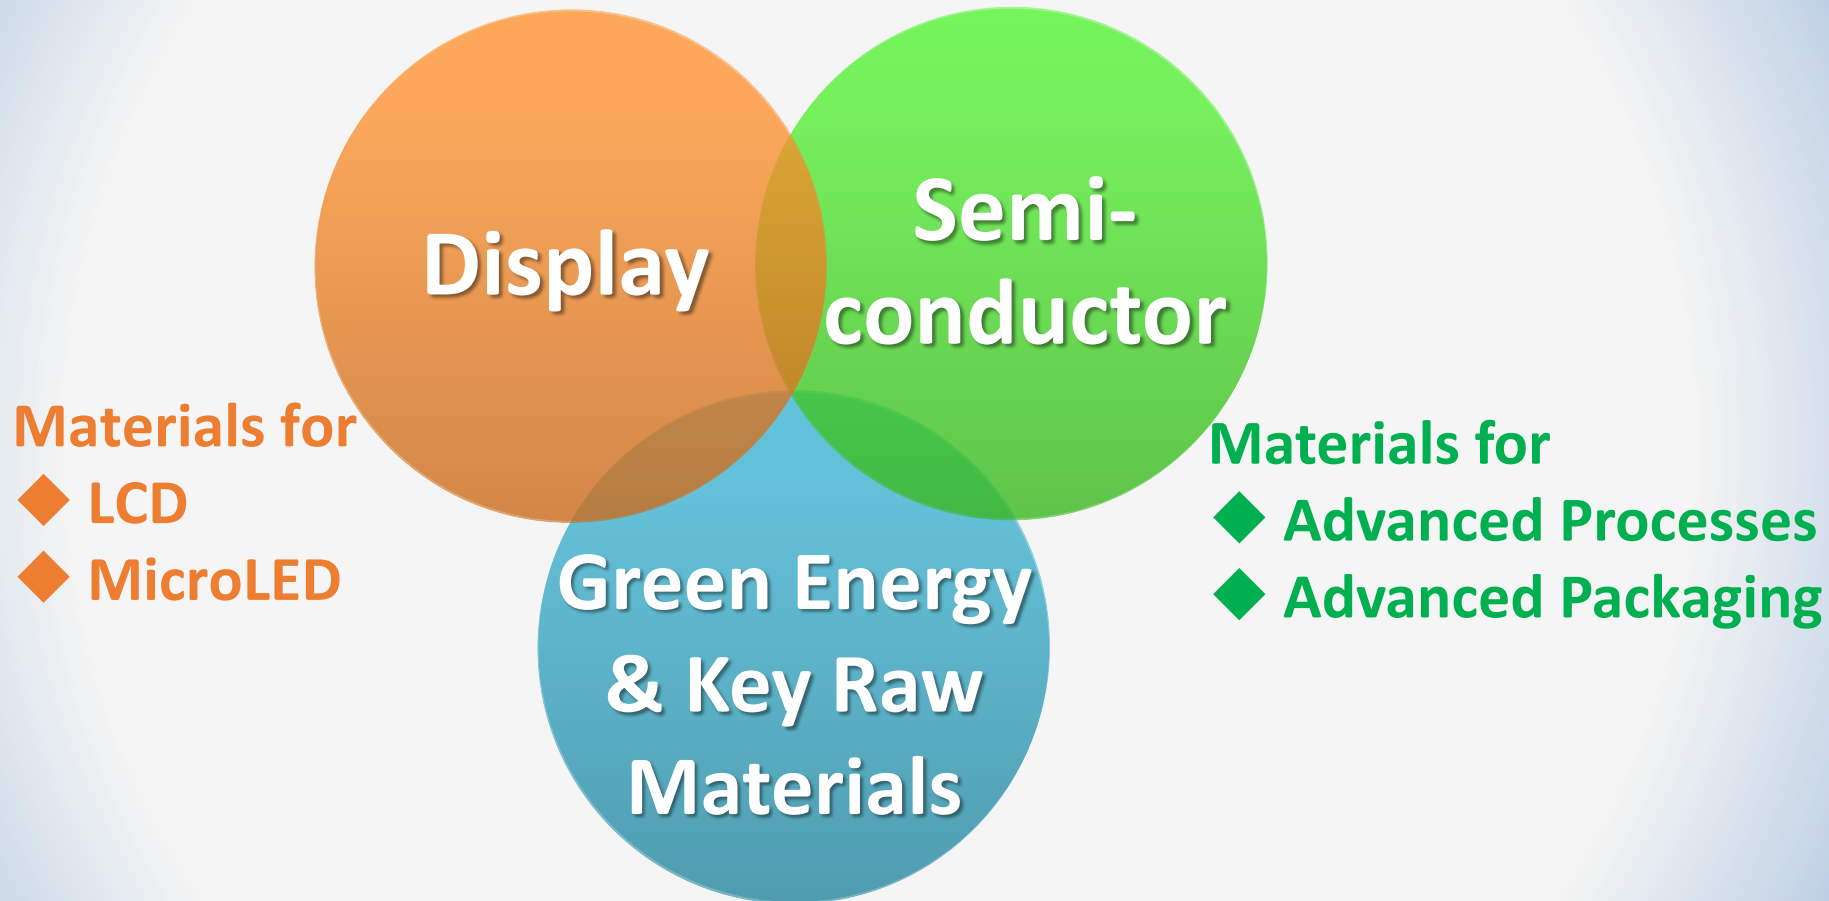 Display
Semi-
conductor
Materials for
◆ LCD
◆ MicroLED
Materials for
◆ Advanced Processes
◆ Advanced Packaging
Green Energy
& Key Raw
Materials